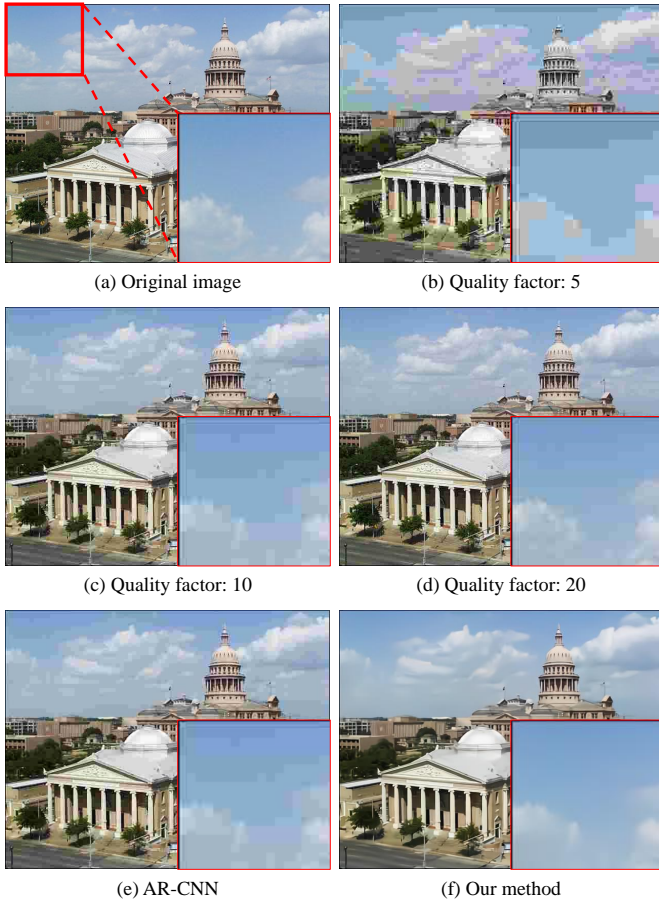 (a) Original image
(b) Quality factor: 5
(c) Quality factor: 10
(d) Quality factor: 20
(e) AR-CNN
(f) Our method